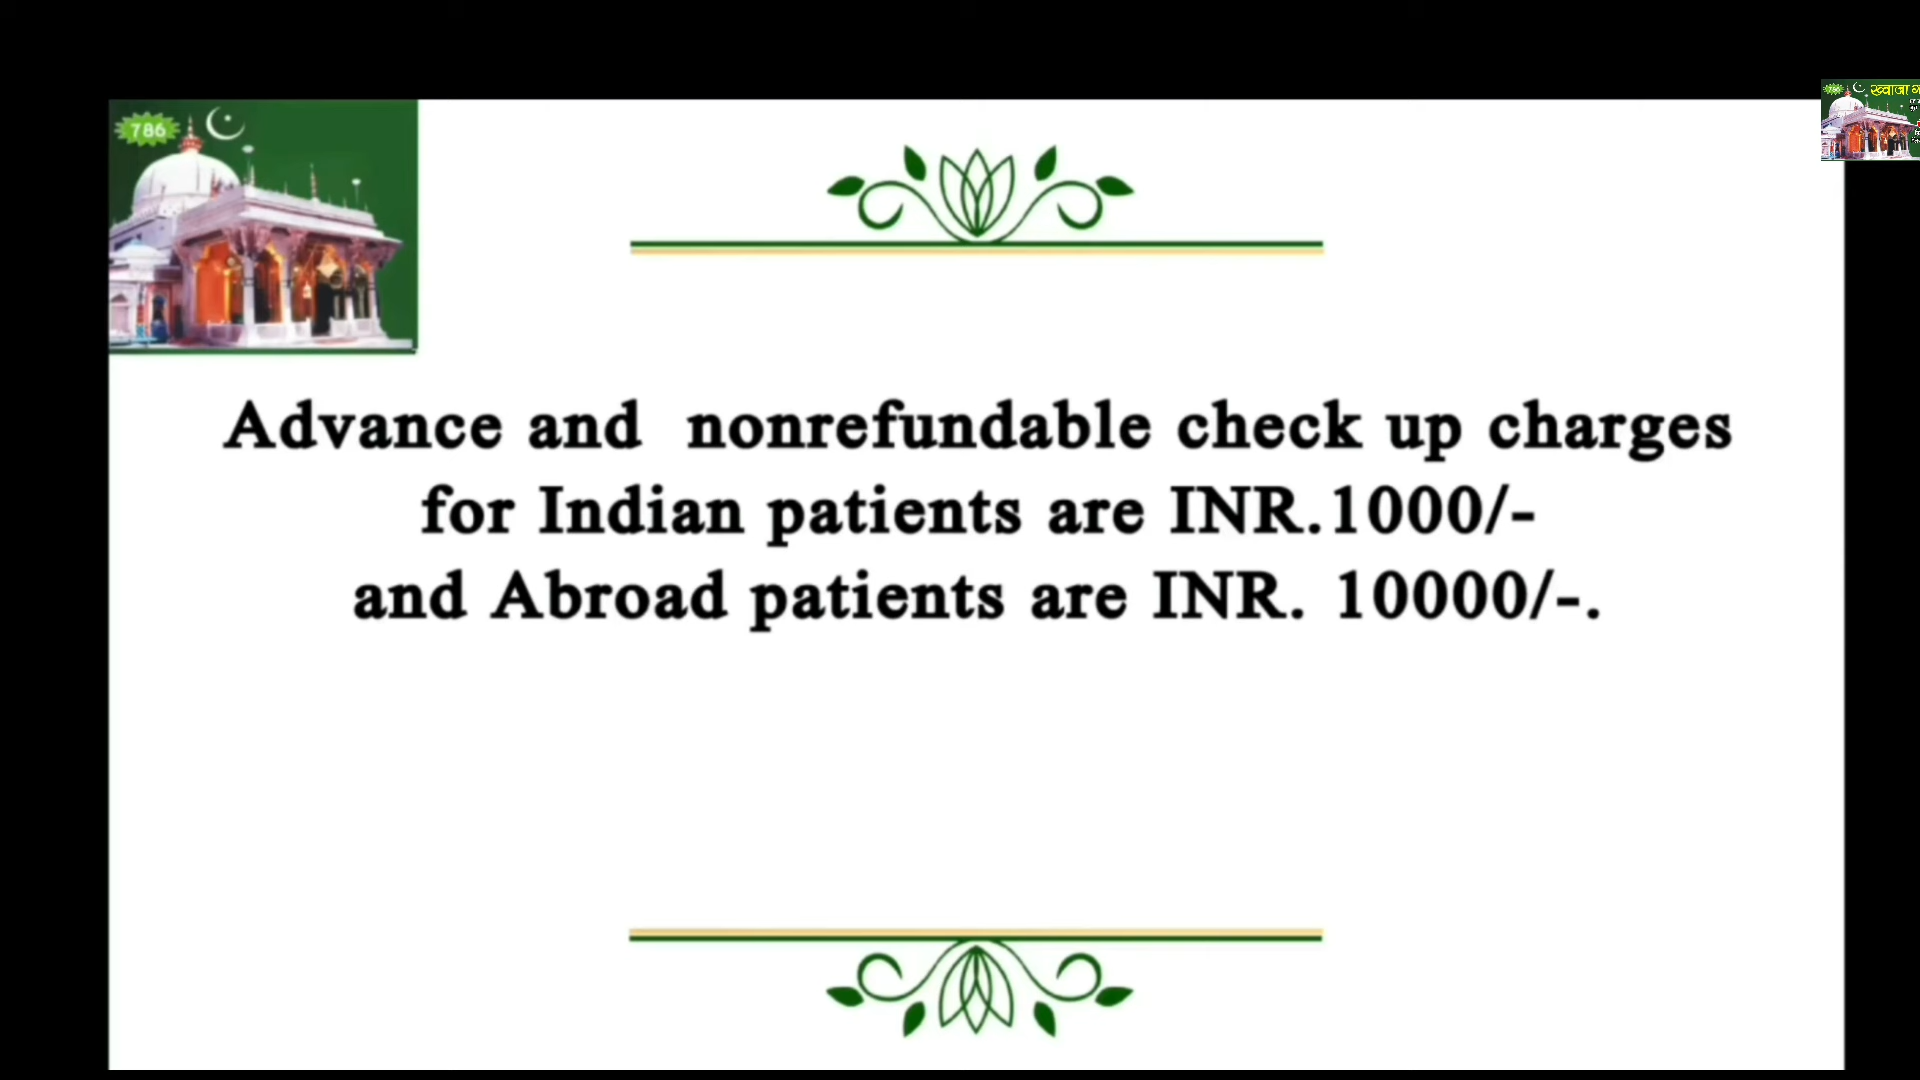 786
Advance and nonrefundable check up charges
for Indian patients are INR.1000/-
and Abroad patients are INR. 10000/-.
786
ख्वाजा ग